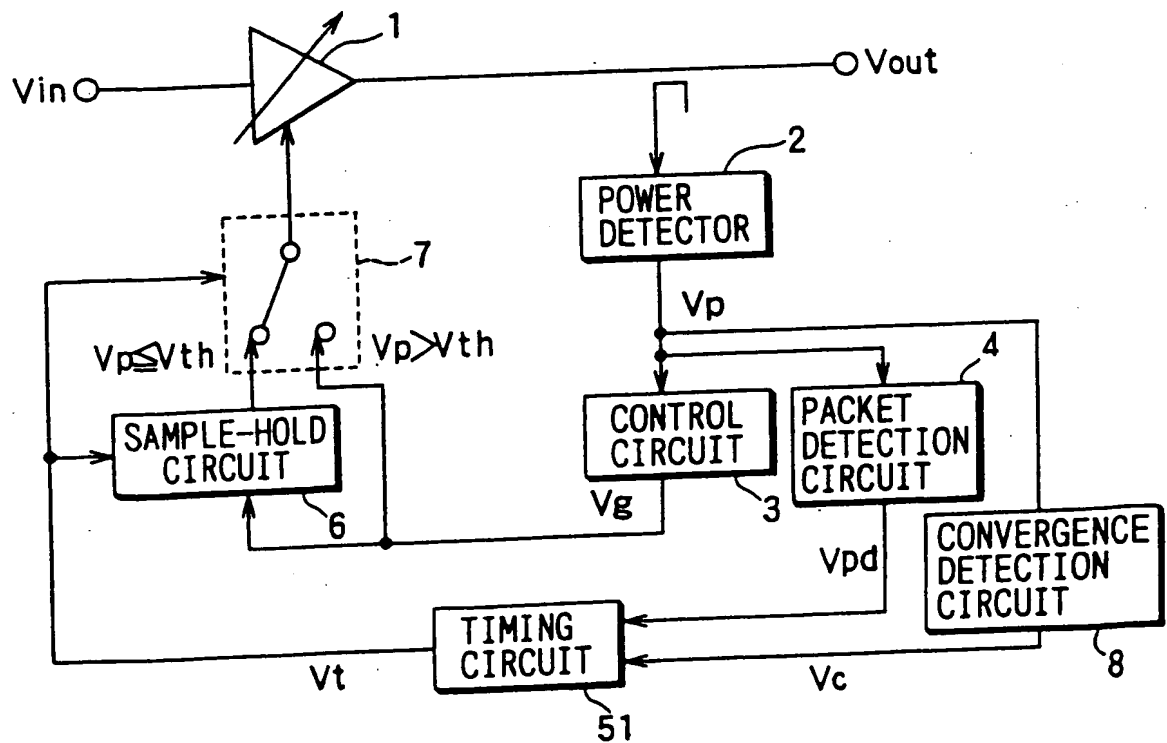 1
Vin
Vout
2
POWER
DETECTOR
7
Vp
Vp≦Vth
Vp>Vth
4
SAMPLE-HOLD
CIRCUIT
CONTROL
CIRCUIT
PACKET
DETECTION
CIRCUIT
6
Vg
3
Vpd
CONVERGENCE
DETECTION
CIRCUIT
TIMING
CIRCUIT
Vt
Vc
8
51